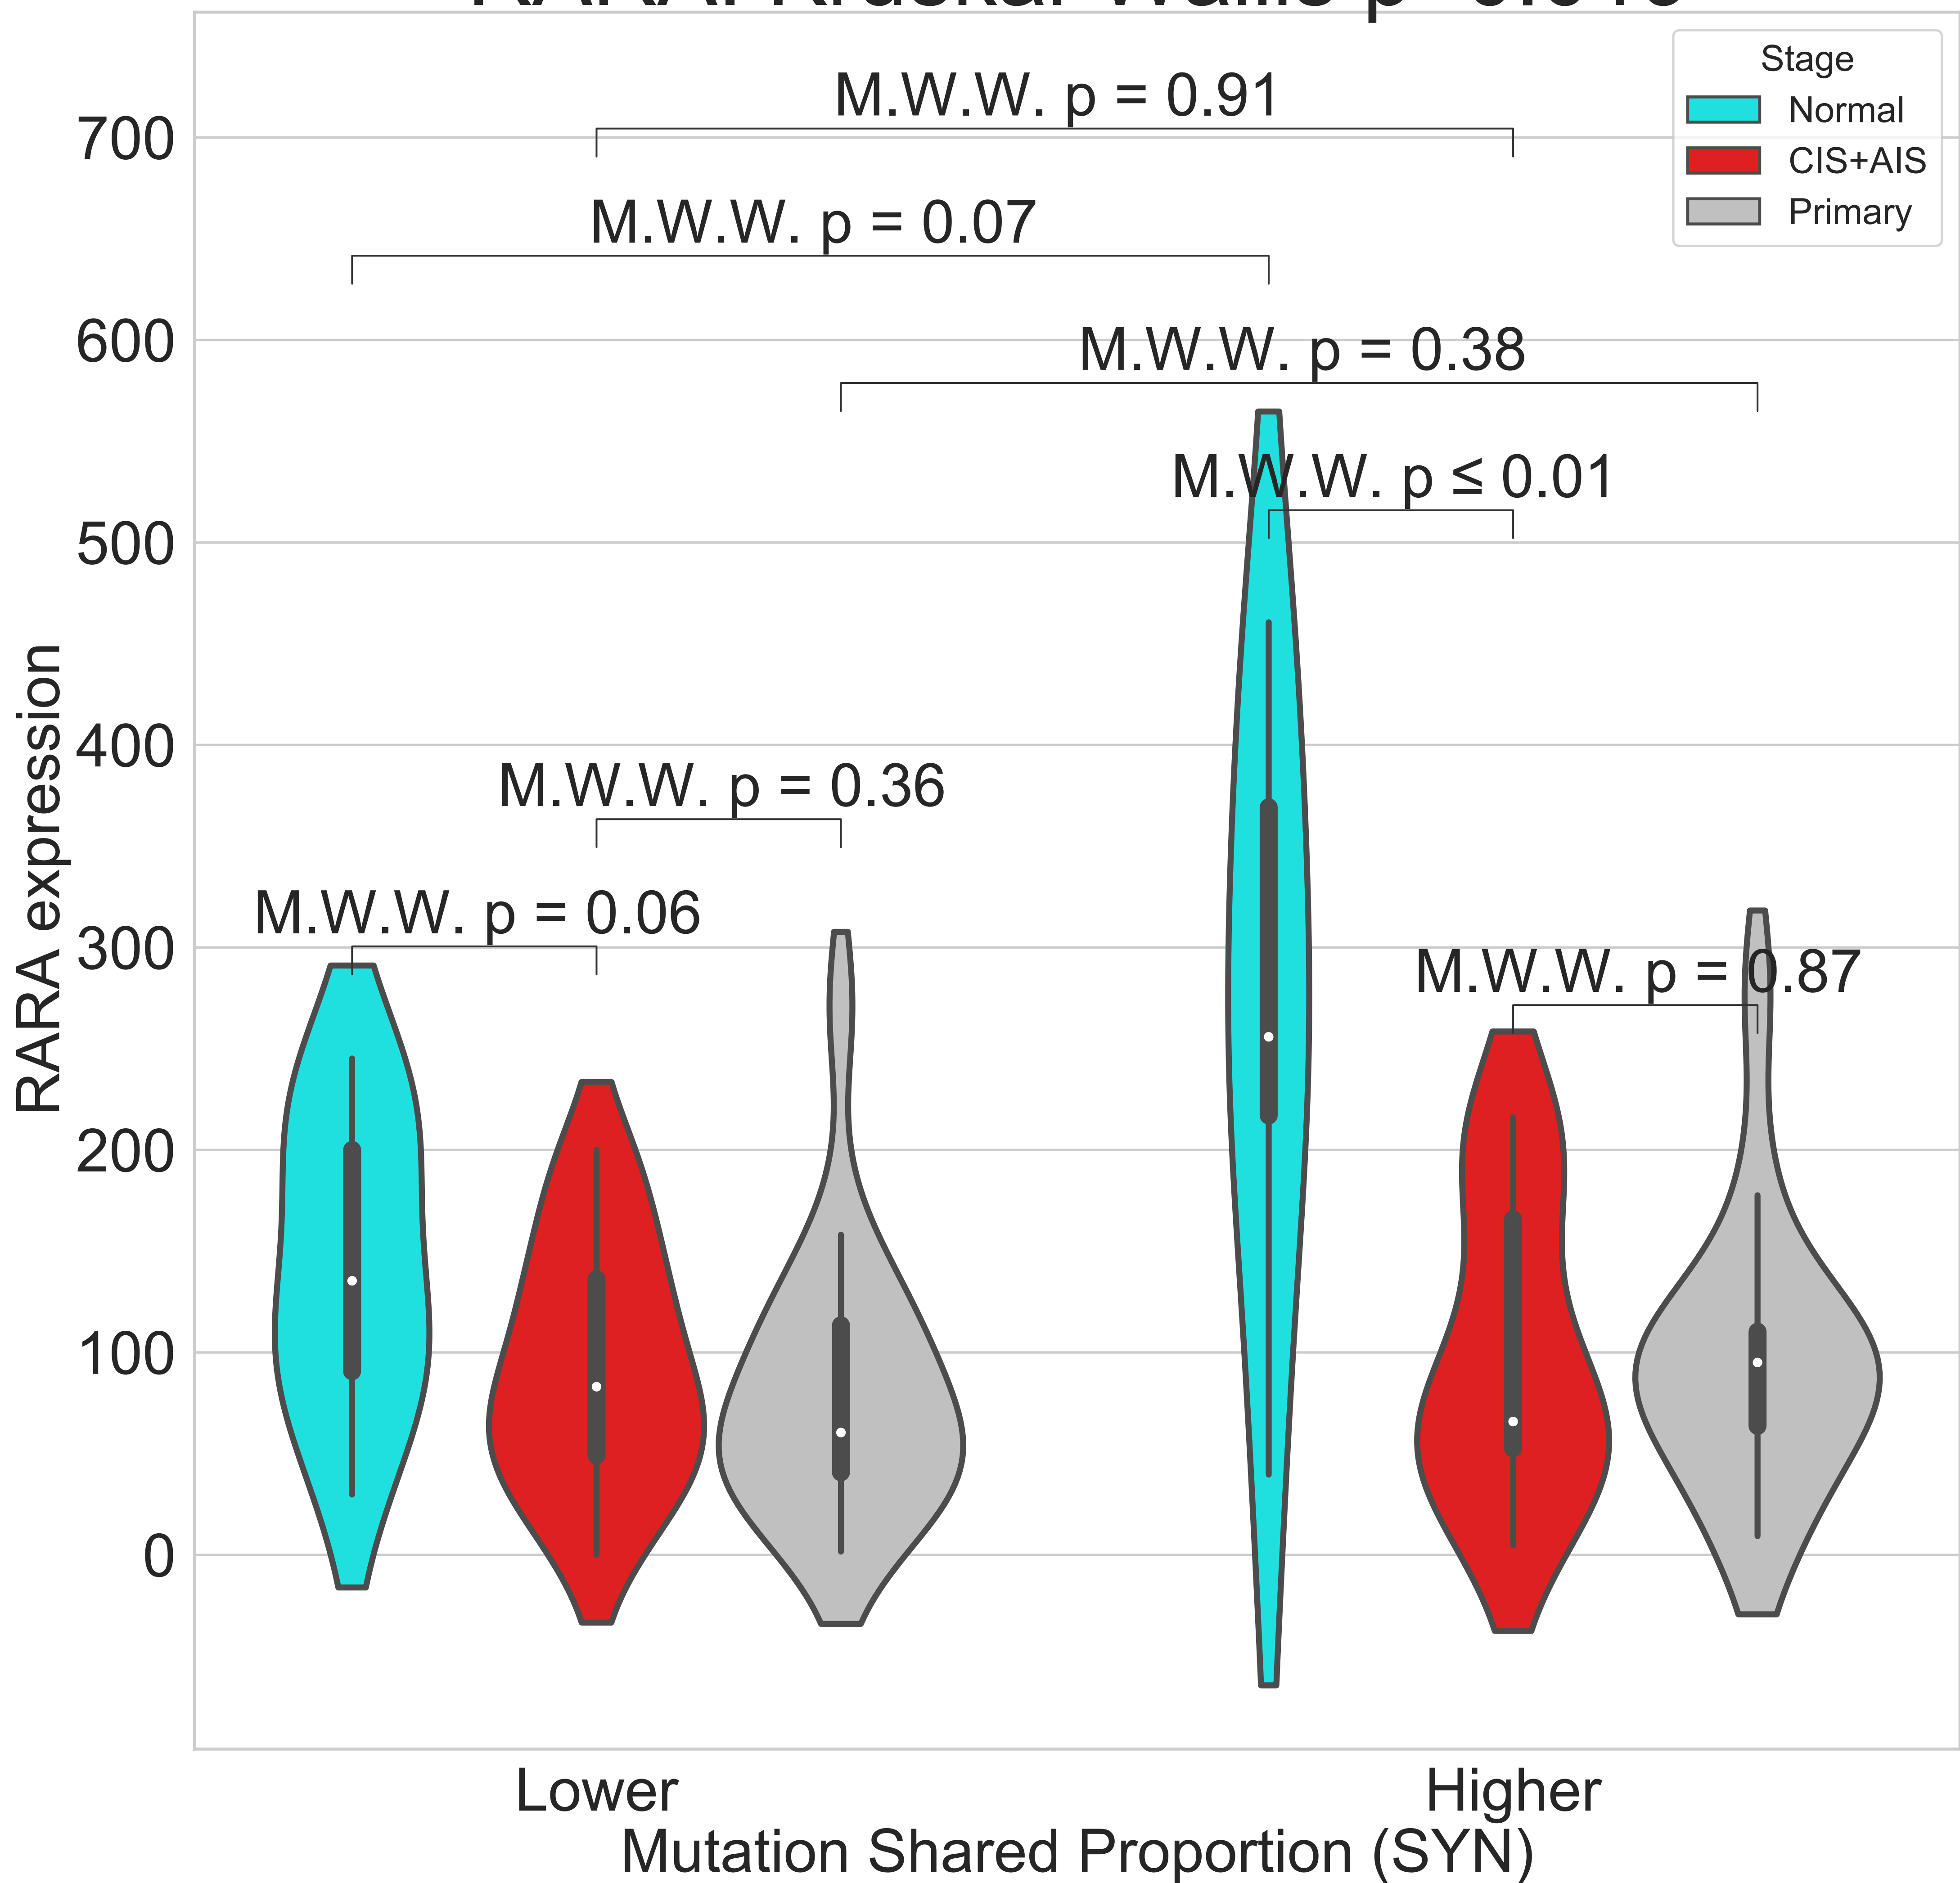 Stage
Normal
CIS+AIS
Primary
M.W.W. p = 0.91
M.W.W. p = 0.07
M.W.W. p = 0.38
M.W.W. p ≤ 0.01
M.W.W. p = 0.36
M.W.W. p = 0.06
M.W.W. p = 0.87
700
600
500
400
300
200
100
0
RARA expression
Lower
Higher
Mutation Shared Proportion (SYN)